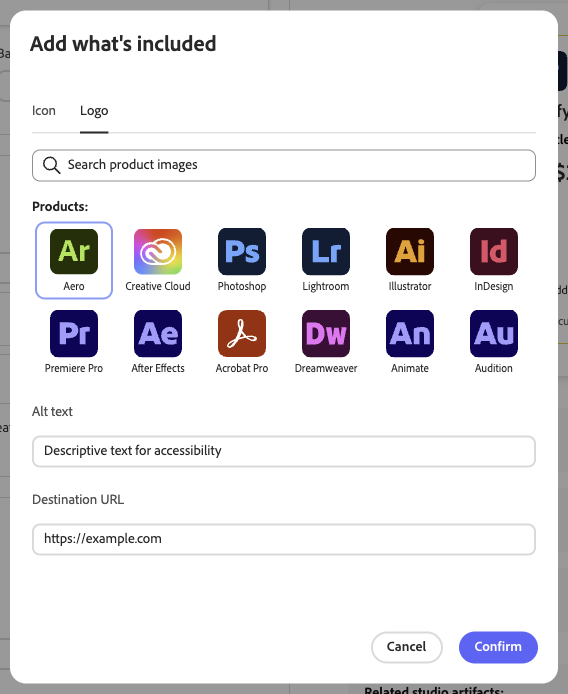 Add what's included
Icon Logo
Search product images
Products:
Ar Ps Lr Ai Id
Aero Creative Cloud Photoshop Lightroom Illustrator InDesign
Pr Ae Dw An Au
Premiere Pro After Effects Acrobat Pro Dreamweaver Animate Audition
Alt text
Descriptive text for accessibility
Destination URL
https://example.com
Cancel Confirm
Related studio artifacts: